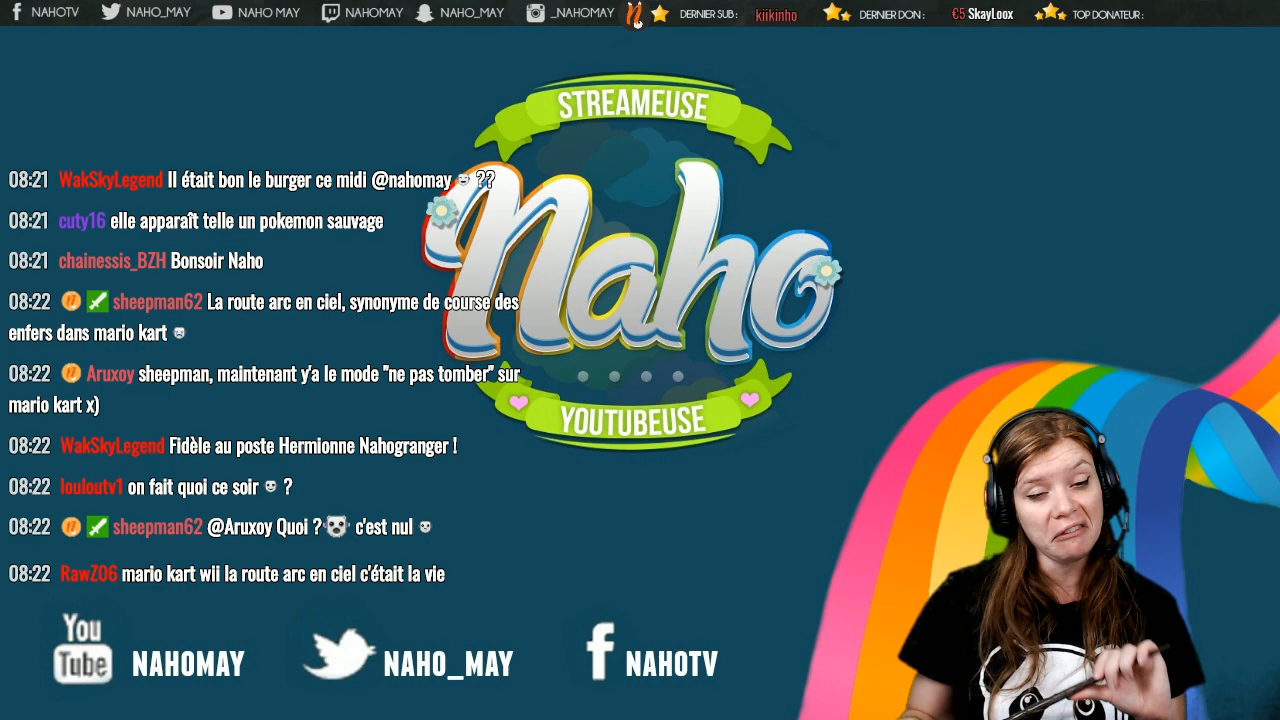 NAHOTV NAHO_MAY NAHO MAY NAHOMAY NAHO_MAY _NAHOMAY DERNIER SUB : kiikinho DERNIER DON : €5 SkayLoox TOP DONATEUR :
STREAMEUSE
Naho
YOUTUBEUSE
08:21 WakSkyLegend Il était bon le burger ce midi @nahomay ??
08:21 cuty16 elle apparaît telle un pokemon sauvage
08:21 chainessis_BZH Bonsoir Naho
08:22 sheepman62 La route arc en ciel, synonyme de course des
enfers dans mario kart
08:22 Aruxoy sheepman, maintenant y'a le mode "ne pas tomber" sur
mario kart x)
08:22 WakSkyLegend Fidèle au poste Hermionne Nahogranger !
08:22 louloutv1 on fait quoi ce soir ?
08:22 sheepman62 @Aruxoy Quoi ? c'est nul
08:22 RawZ06 mario kart wii la route arc en ciel c'était la vie
You
Tube NAHOMAY NAHO_MAY NAHOTV